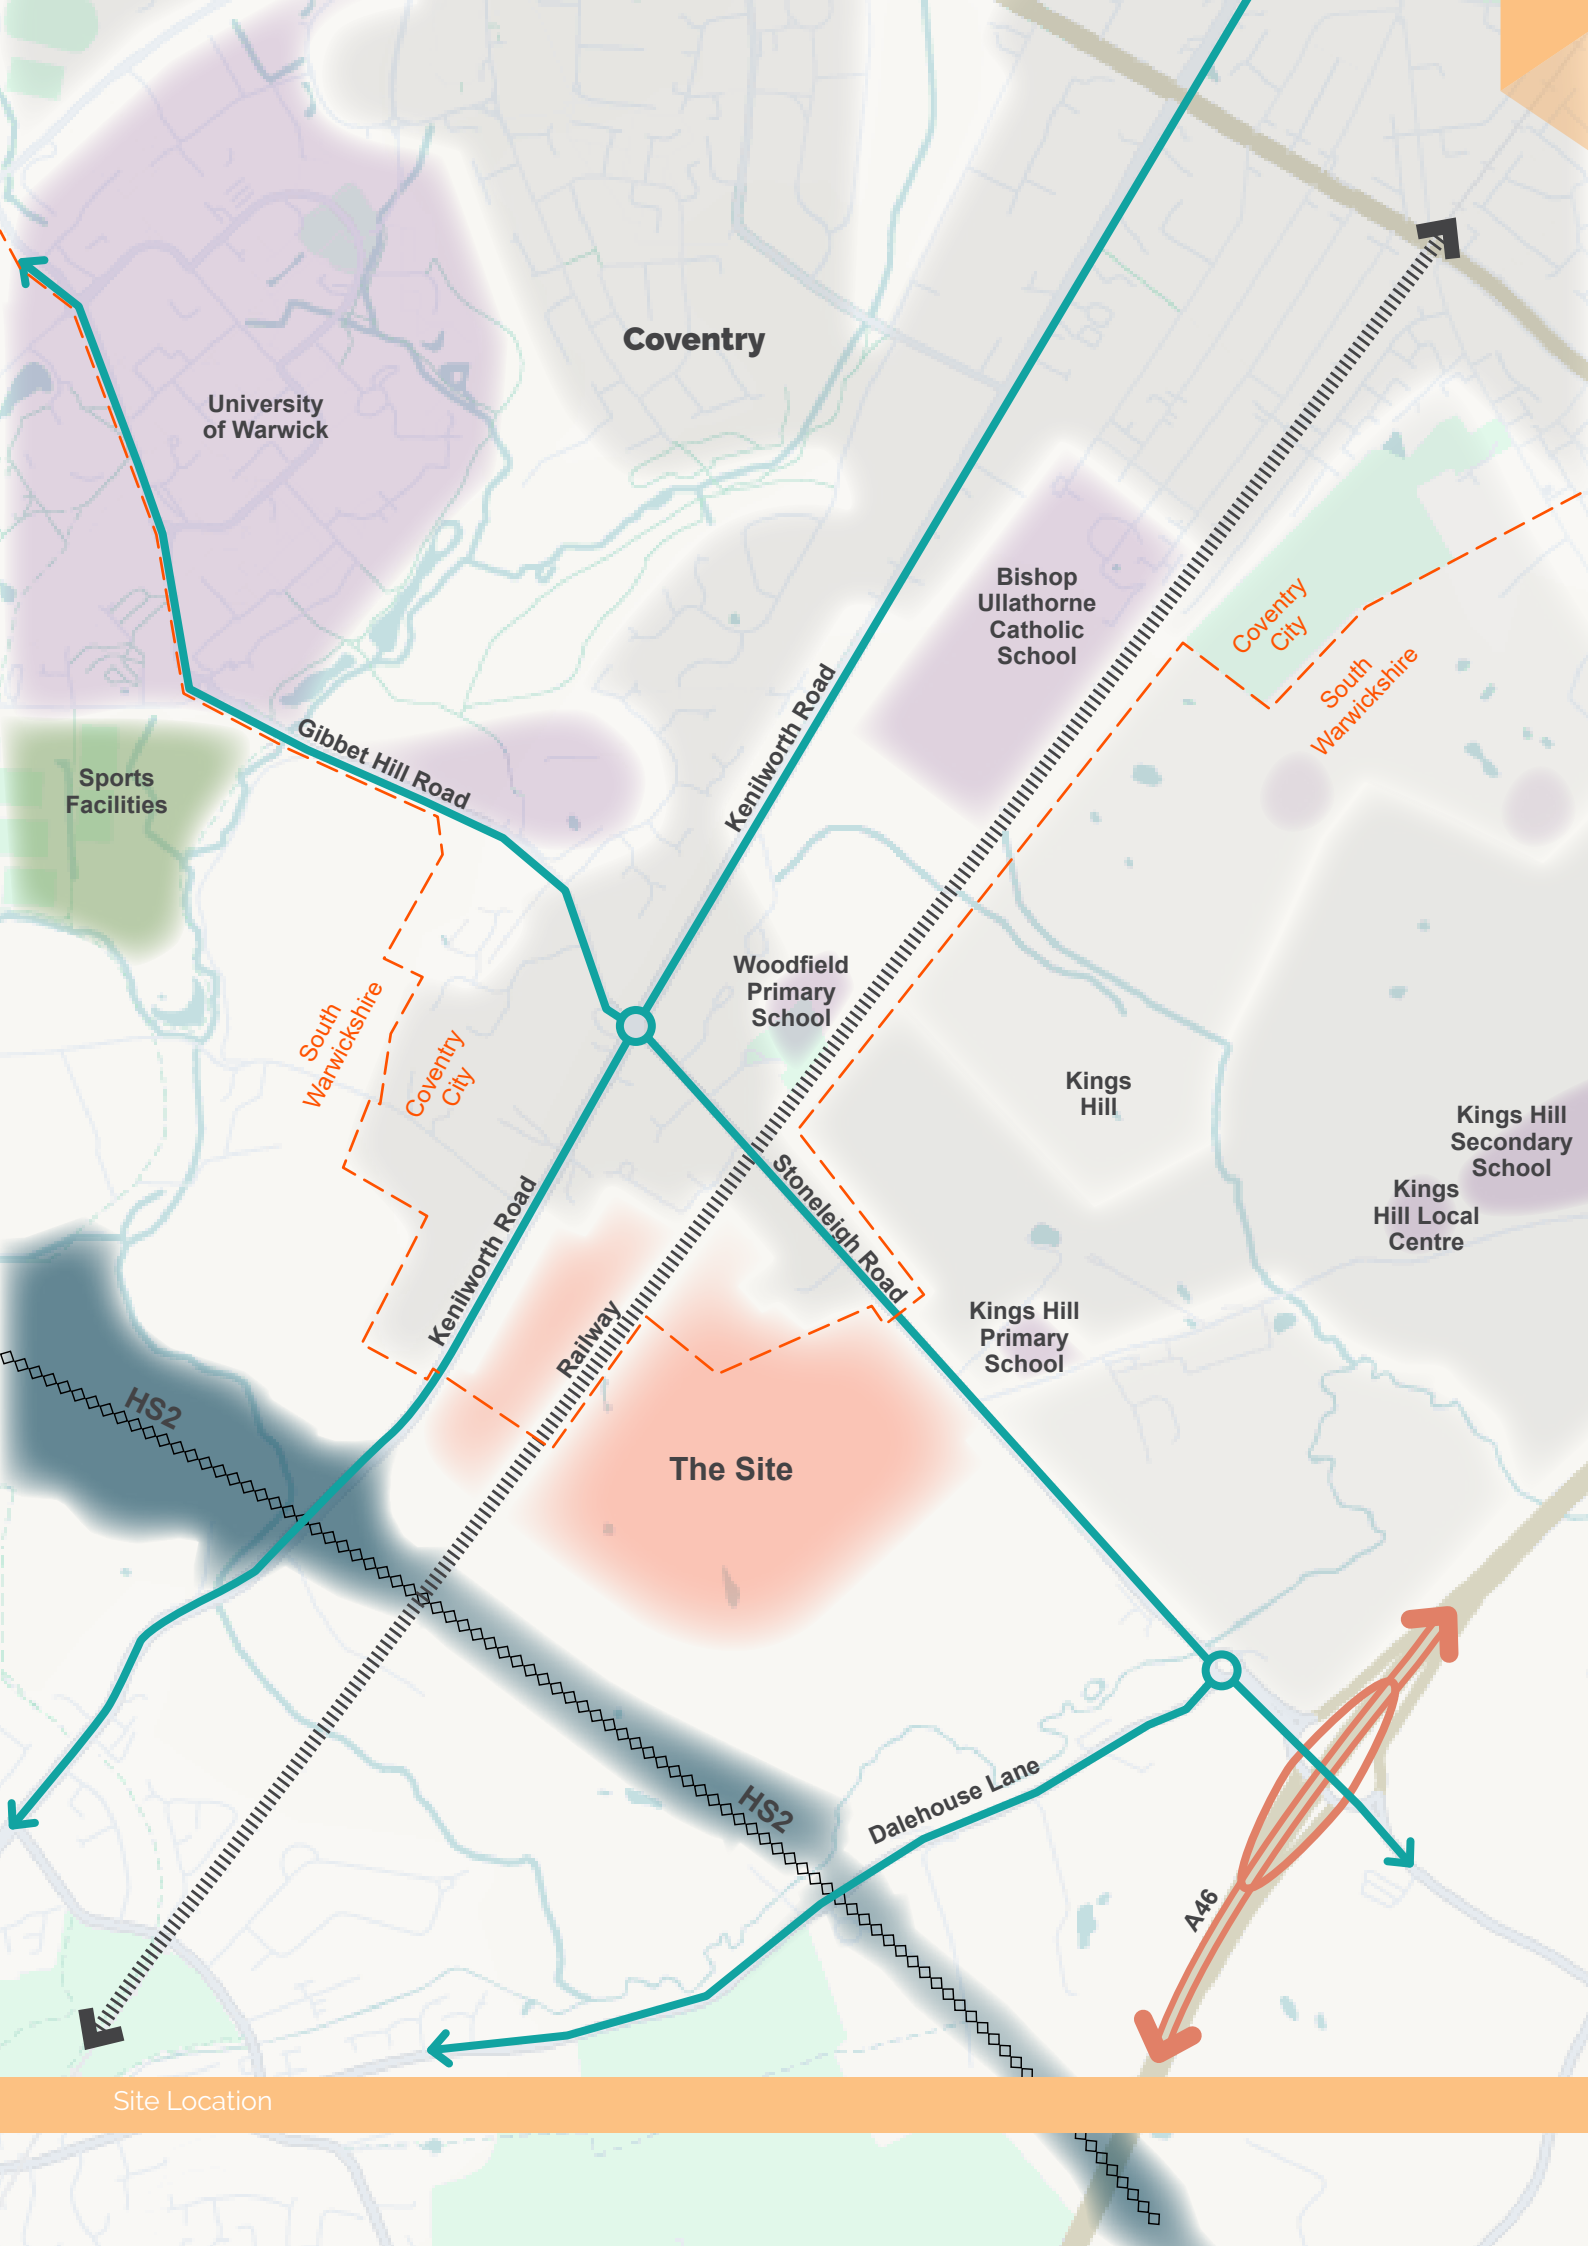 Coventry
University
of Warwick
Bishop
Ullathorne
Catholic
School
Coventry
City
South
Warwickshire
Kenilworth Road
Gibbet Hill Road
Sports
Facilities
Woodfield
Primary
School
South
Warwickshire
Coventry
City
Kings
Hill
Kings Hill
Secondary
School
Kings
Hill Local
Centre
Stoneleigh Road
Kenilworth Road
Kings Hill
Primary
School
Railway
HS2
The Site
HS2
Dalehouse Lane
A46
Site Location